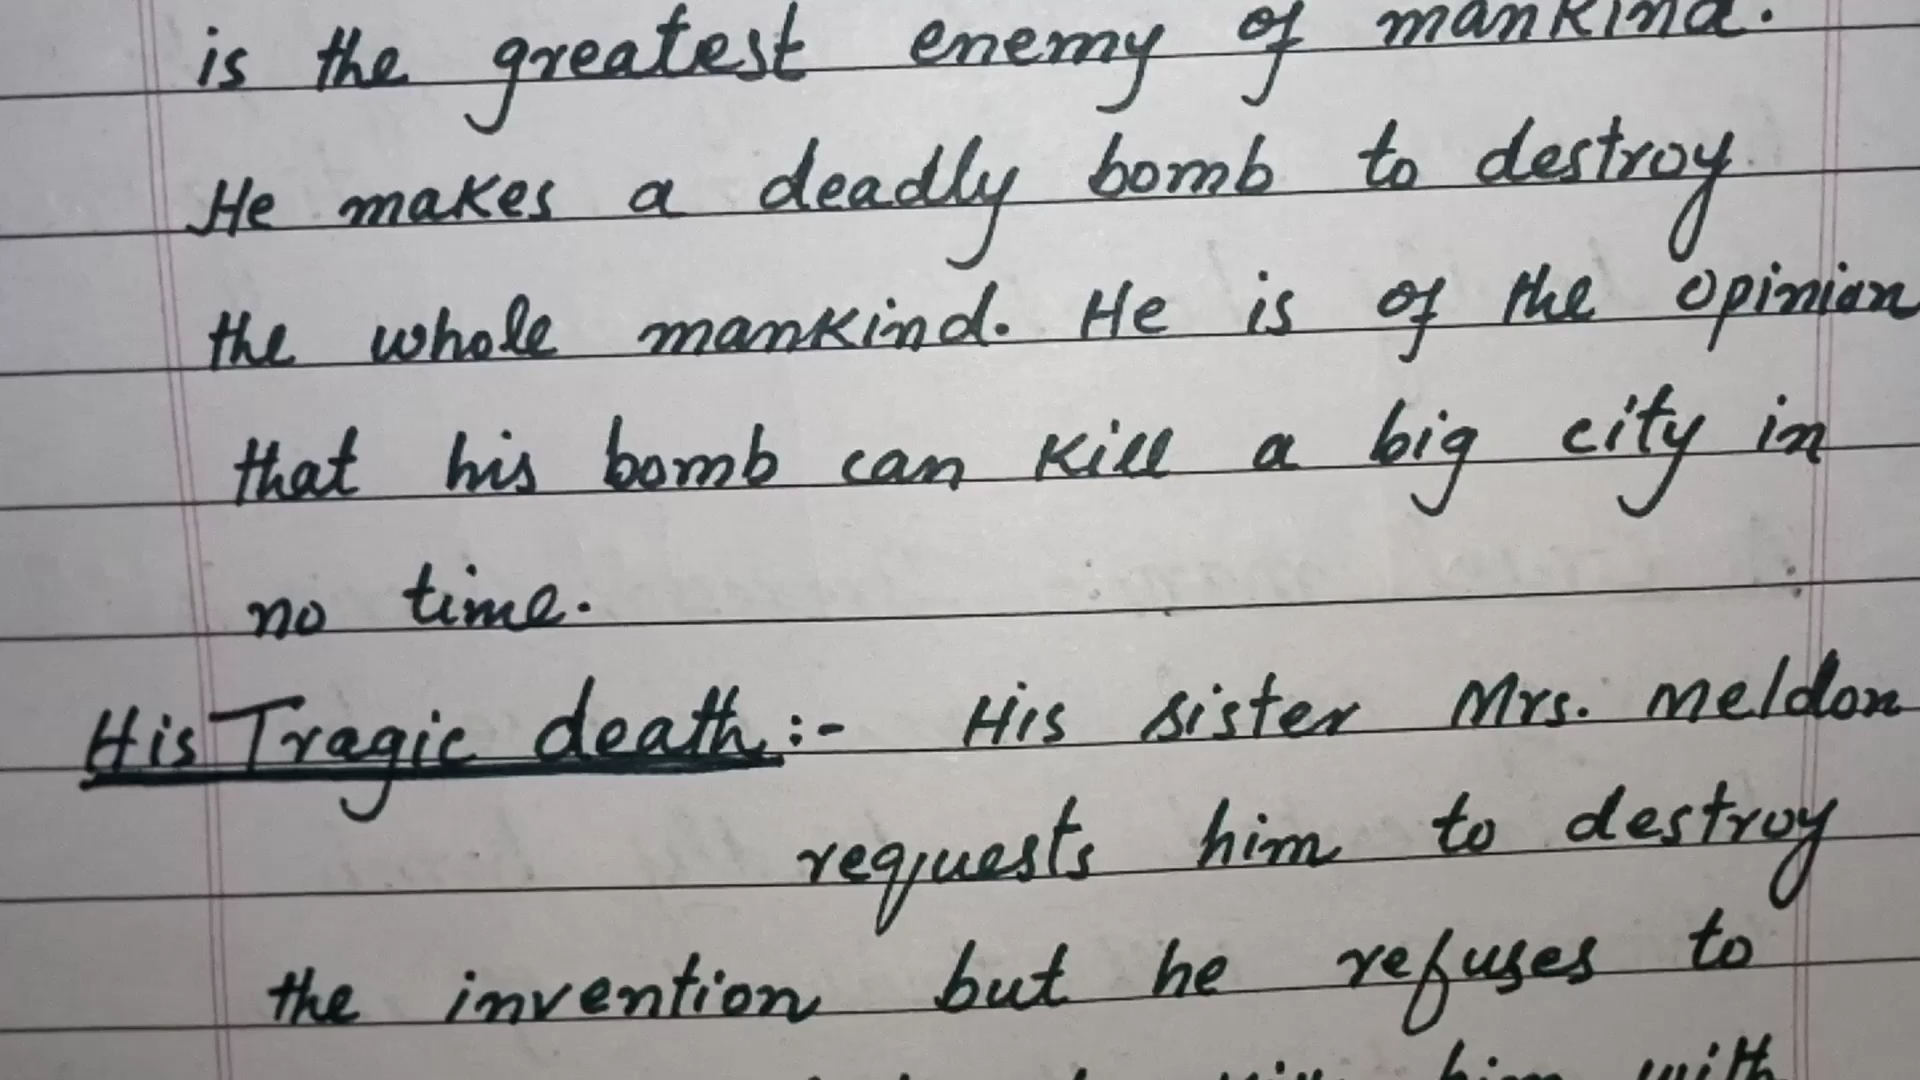 is the greatest enemy of mankind.
He makes a deadly bomb to destroy
the whole mankind. He is of the opinion
that his bomb can kill a big city in
no time.
His Tragic death :- His sister Mrs. Meldon
requests him to destroy
the invention but he refuses to
him with